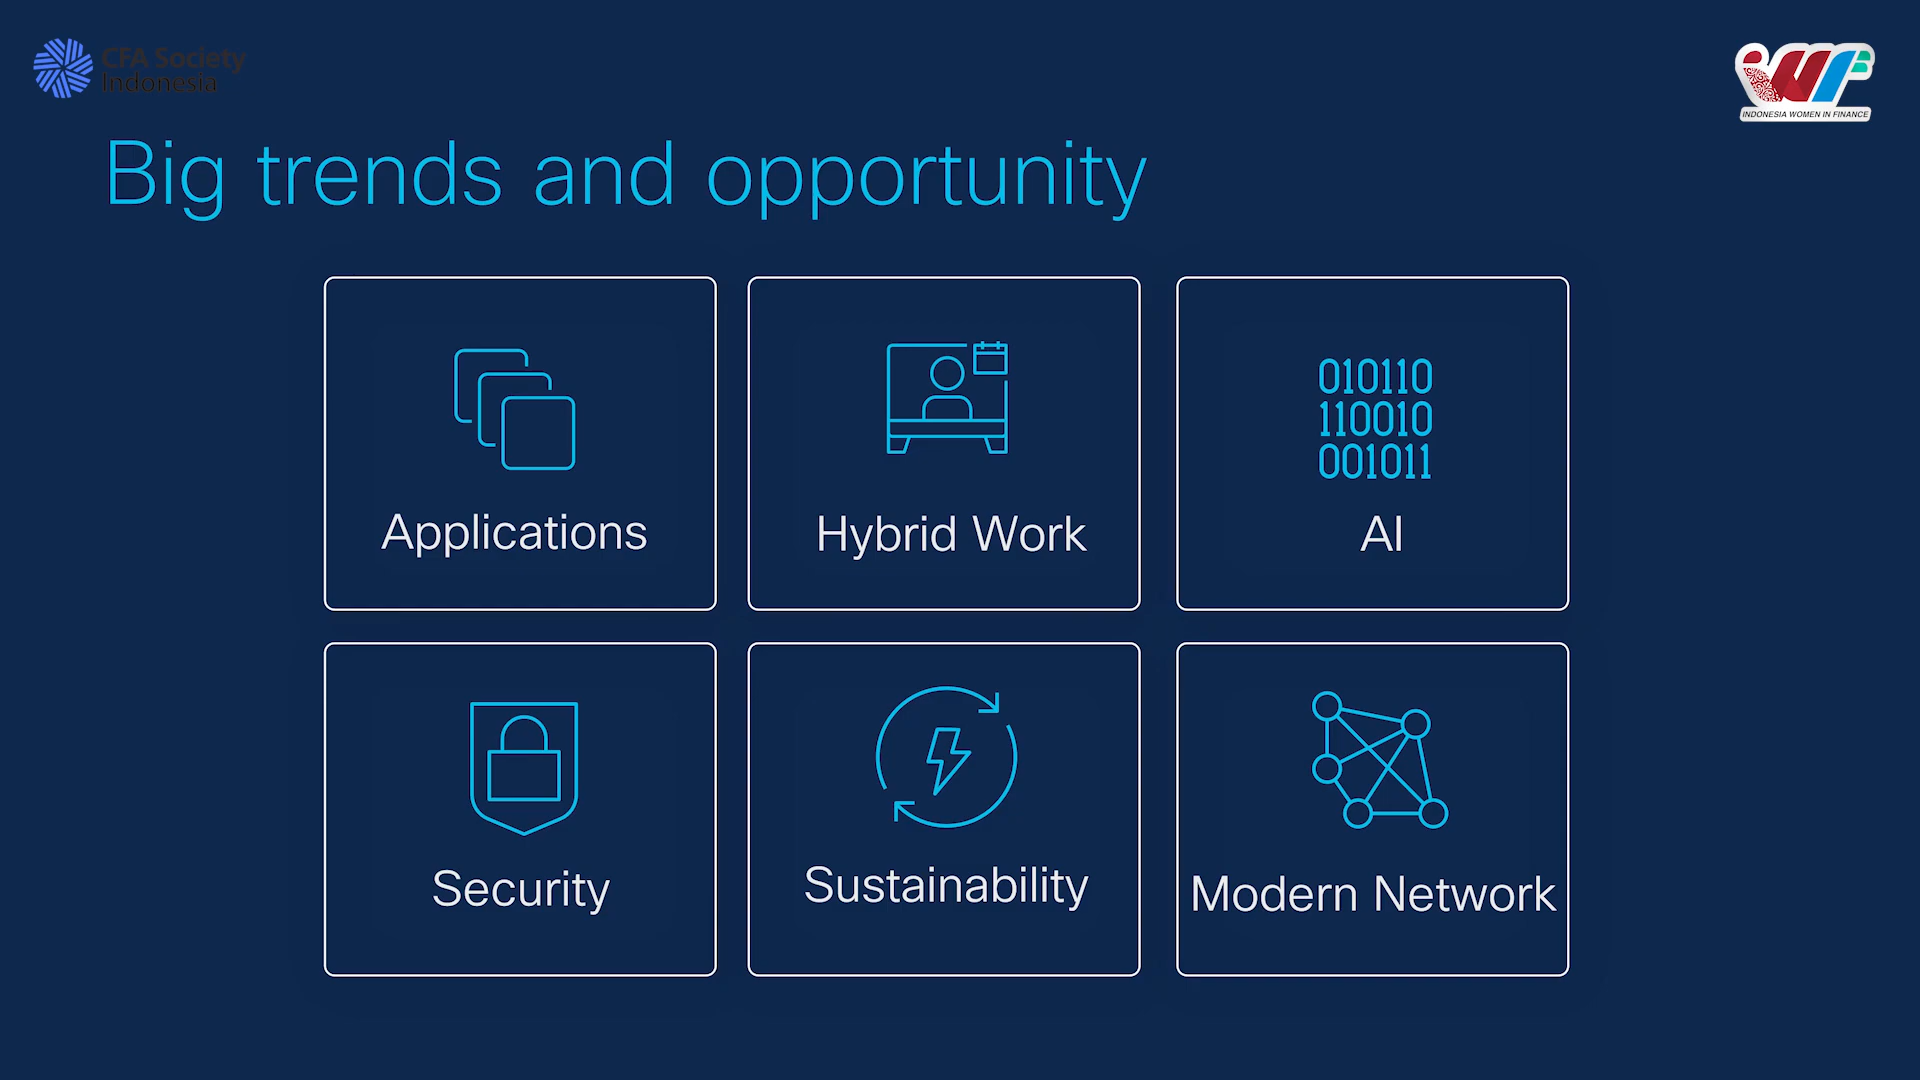 CFA Society
Indonesia
INDONESIA WOMEN IN FINANCE
Big trends and opportunity
Applications
Hybrid Work
010110
110010
001011
AI
Security
Sustainability
Modern Network